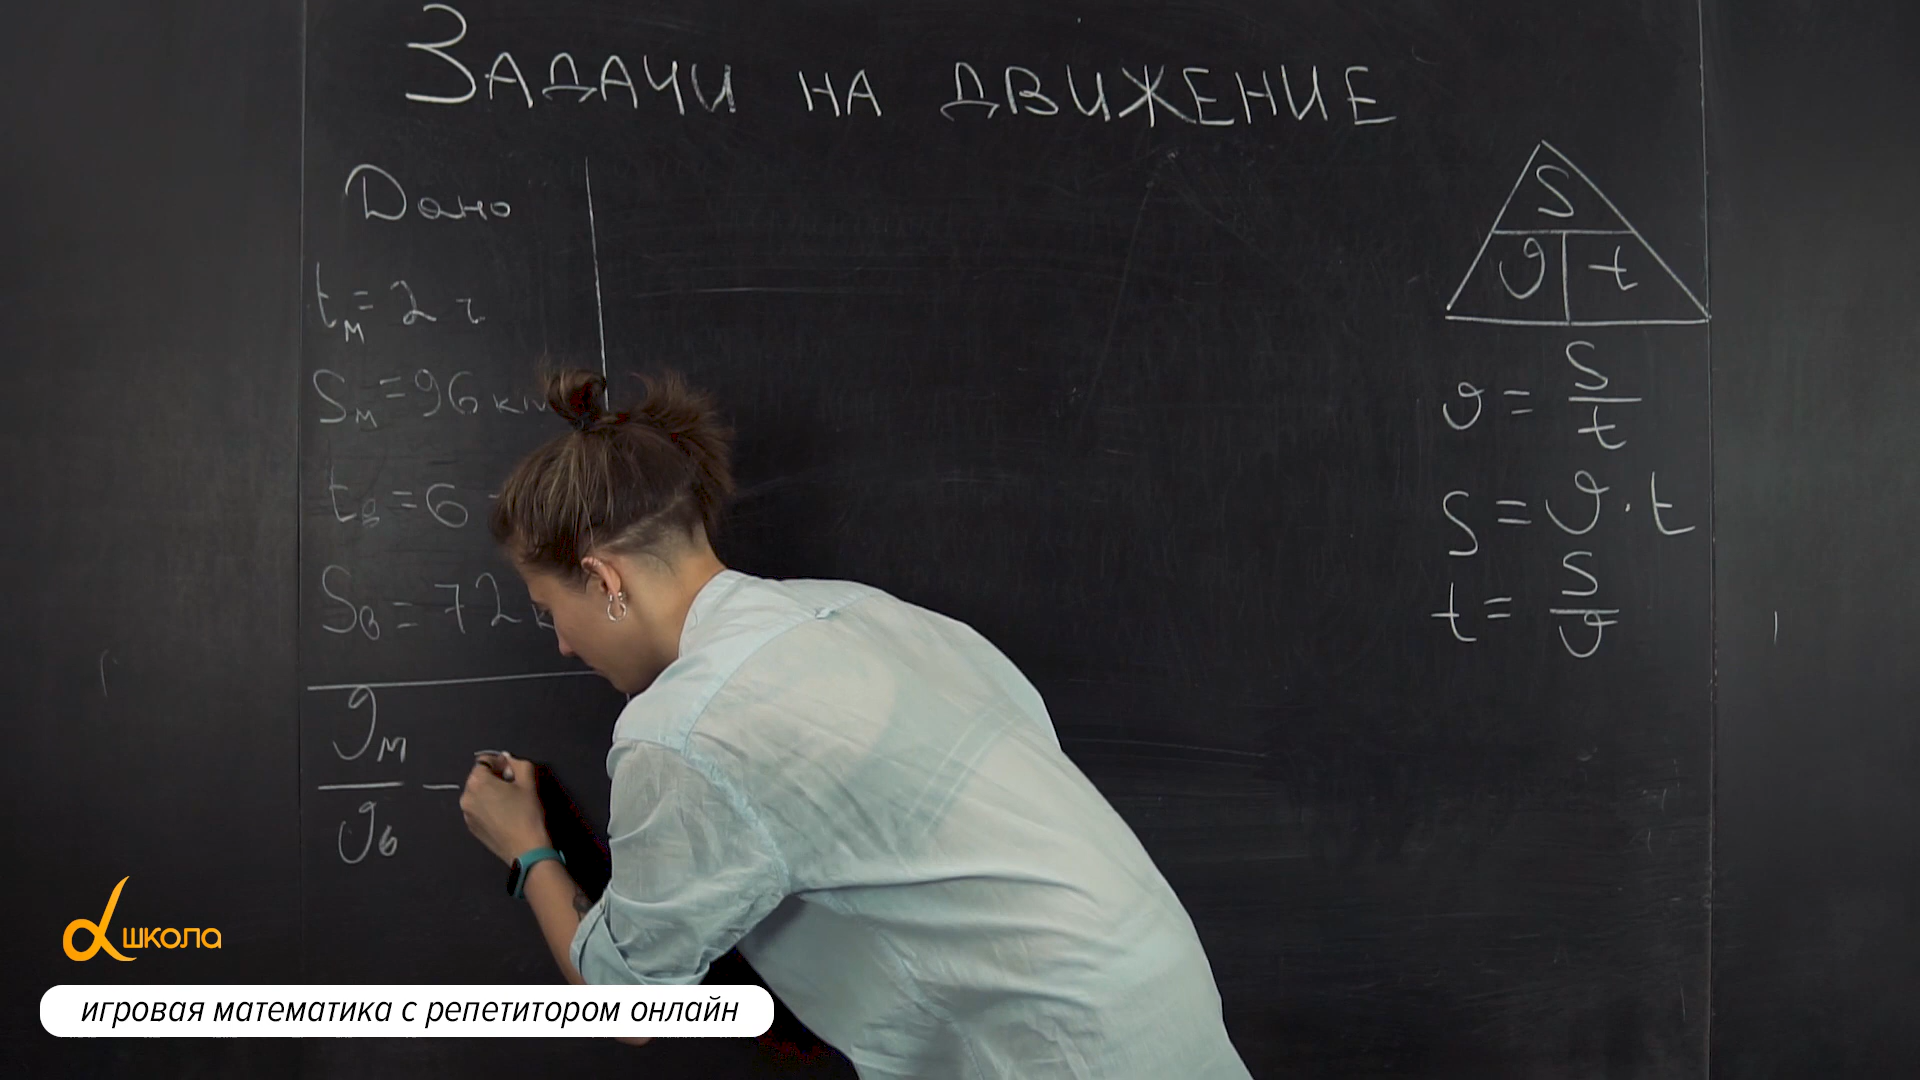 ЗАДАЧИ НА ДВИЖЕНИЕ
Дано
tм = 2 ч
Sм = 96 км
tв = 6
Sв = 72 к
ϑм
ϑв
S
ϑ t
ϑ = S/t
S = ϑ · t
t = S/ϑ
α школа
игровая математика с репетитором онлайн